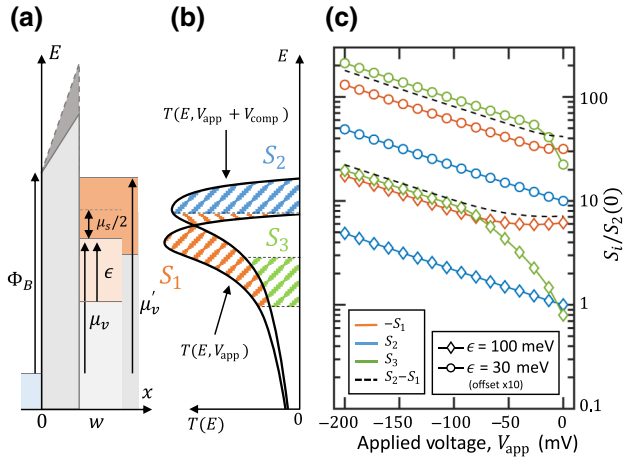 (a)
(b)
(c)
E
Φ_B
μ_s/2
ϵ
μ_v
μ'_v
0
w
x
E
T(E, V_app + V_comp)
S_2
S_3
S_1
T(E, V_app)
T(E)
0
100
10
1
0.1
S_i/S_2(0)
-S_1
S_2
S_3
S_2-S_1
ϵ = 100 meV
ϵ = 30 meV
(offset x10)
-200
-150
-100
-50
0
Applied voltage, V_app (mV)